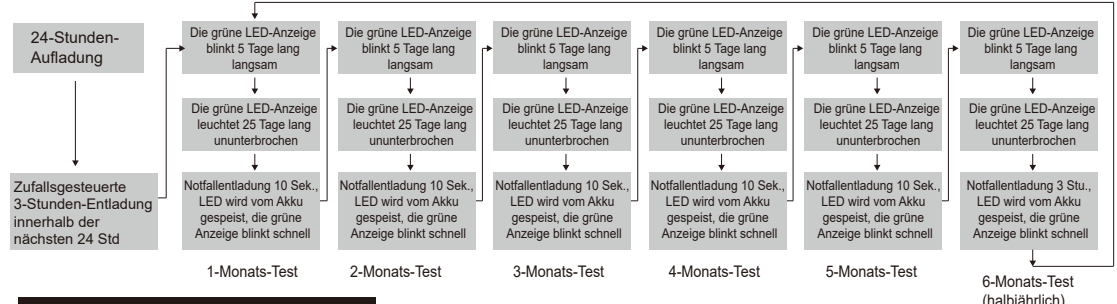 24-Stunden-
Aufladung
Zufallsgesteuerte
3-Stunden-Entladung
innerhalb der
nächsten 24 Std
Die grüne LED-Anzeige
blinkt 5 Tage lang
langsam
Die grüne LED-Anzeige
leuchtet 25 Tage lang
ununterbrochen
Notfallentladung 10 Sek.,
LED wird vom Akku
gespeist, die grüne
Anzeige blinkt schnell
1-Monats-Test
Die grüne LED-Anzeige
blinkt 5 Tage lang
langsam
Die grüne LED-Anzeige
leuchtet 25 Tage lang
ununterbrochen
Notfallentladung 10 Sek.,
LED wird vom Akku
gespeist, die grüne
Anzeige blinkt schnell
2-Monats-Test
Die grüne LED-Anzeige
blinkt 5 Tage lang
langsam
Die grüne LED-Anzeige
leuchtet 25 Tage lang
ununterbrochen
Notfallentladung 10 Sek.,
LED wird vom Akku
gespeist, die grüne
Anzeige blinkt schnell
3-Monats-Test
Die grüne LED-Anzeige
blinkt 5 Tage lang
langsam
Die grüne LED-Anzeige
leuchtet 25 Tage lang
ununterbrochen
Notfallentladung 10 Sek.,
LED wird vom Akku
gespeist, die grüne
Anzeige blinkt schnell
4-Monats-Test
Die grüne LED-Anzeige
blinkt 5 Tage lang
langsam
Die grüne LED-Anzeige
leuchtet 25 Tage lang
ununterbrochen
Notfallentladung 10 Sek.,
LED wird vom Akku
gespeist, die grüne
Anzeige blinkt schnell
5-Monats-Test
Die grüne LED-Anzeige
blinkt 5 Tage lang
langsam
Die grüne LED-Anzeige
leuchtet 25 Tage lang
ununterbrochen
Notfallentladung 3 Stu.,
LED wird vom Akku
gespeist, die grüne
Anzeige blinkt schnell
6-Monats-Test
(halbjährlich)